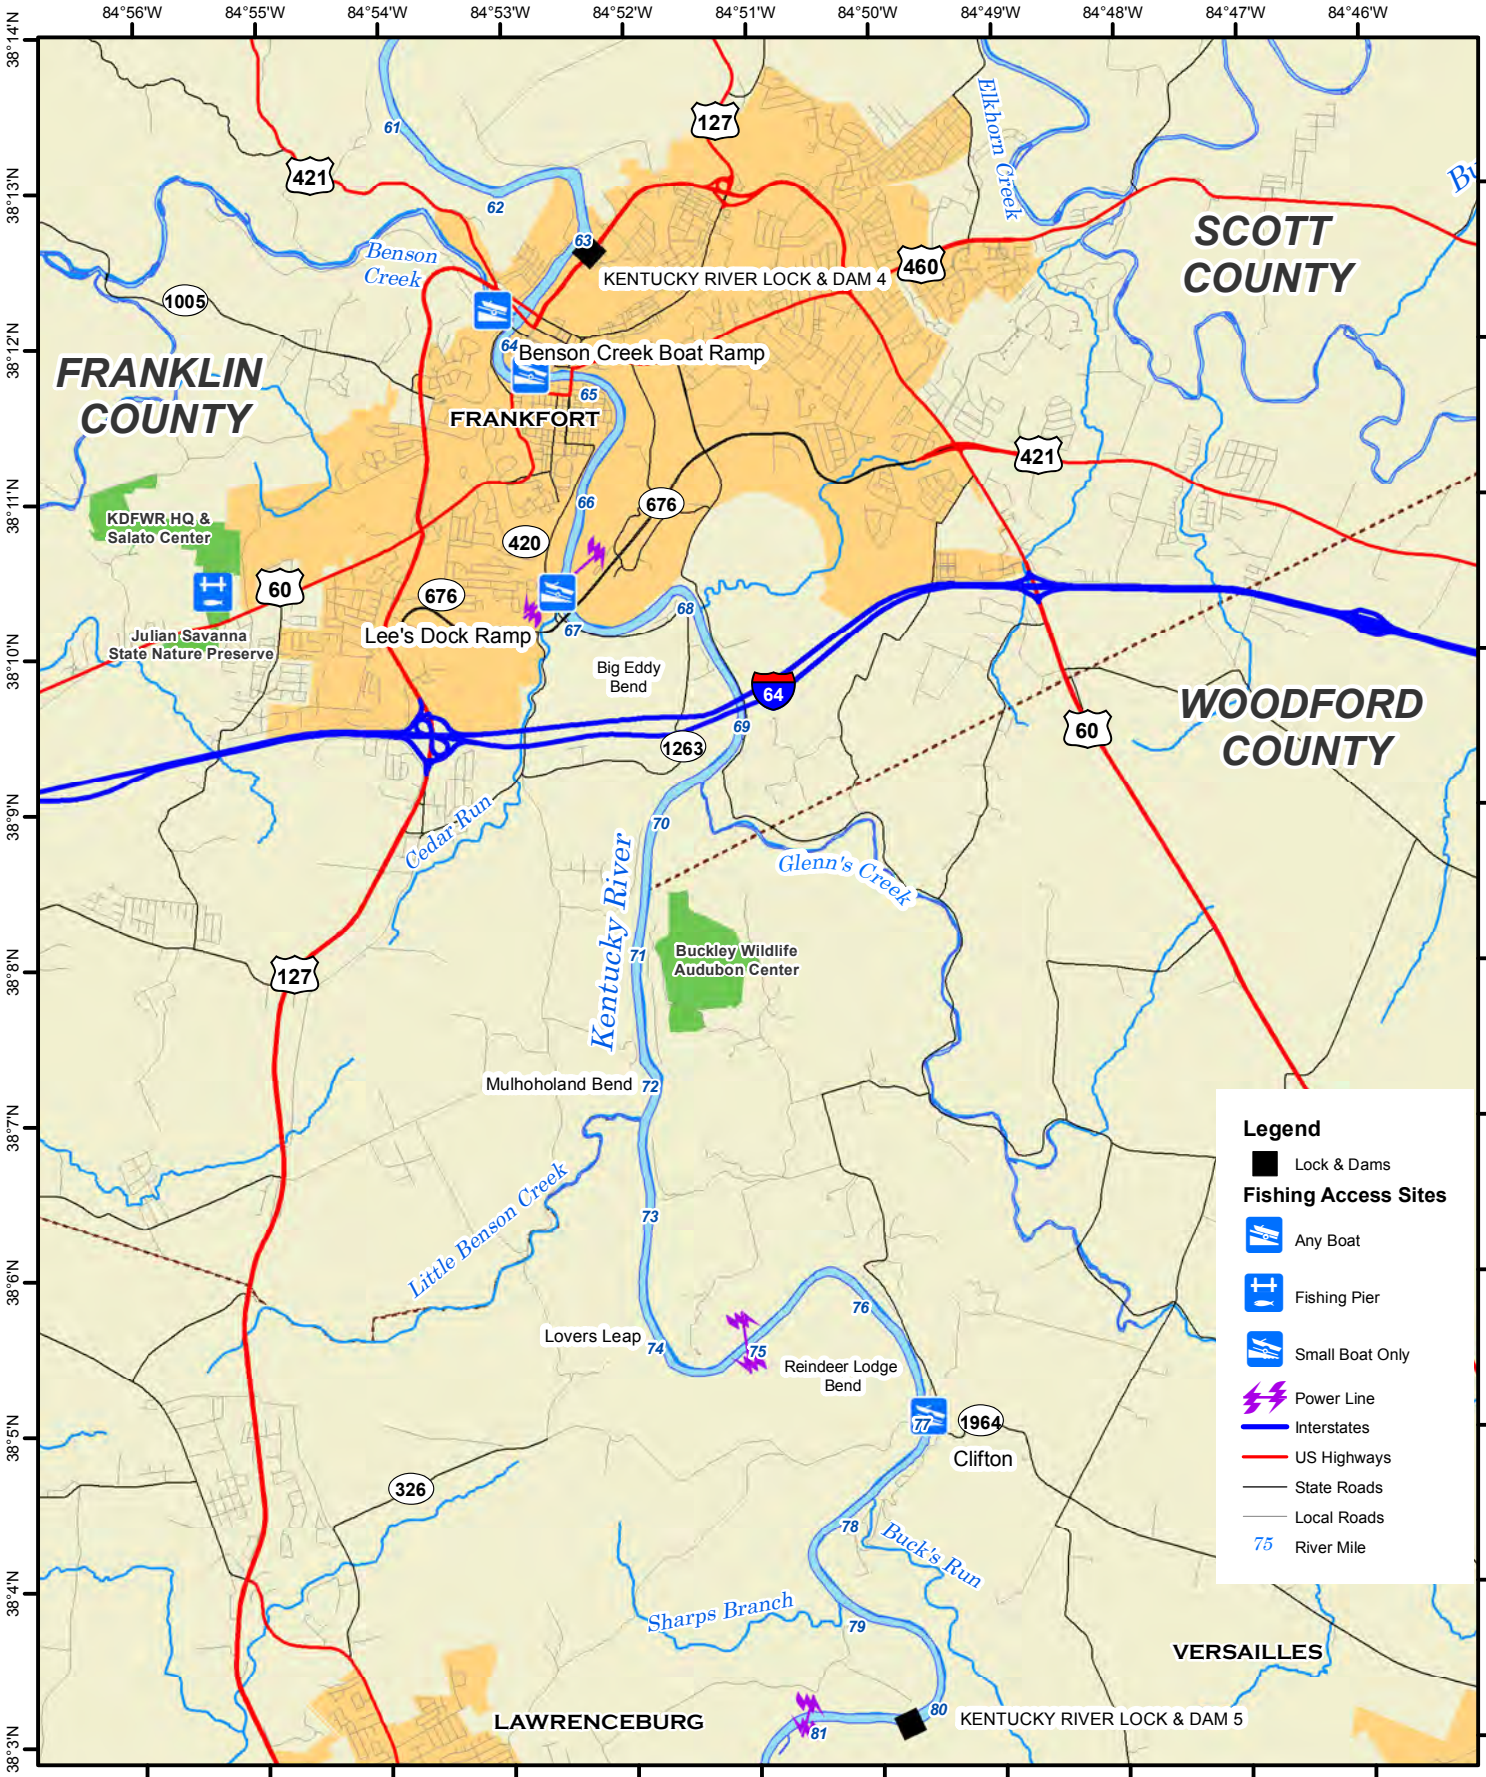 84°56'W 84°55'W 84°54'W 84°53'W 84°52'W 84°51'W 84°50'W 84°49'W 84°48'W 84°47'W 84°46'W
38°14'N
38°13'N
38°12'N
38°11'N
38°10'N
38°9'N
38°8'N
38°7'N
38°6'N
38°5'N
38°4'N
38°3'N
61
127
421
Elkhorn Creek
62
63
Benson
Creek
1005
KENTUCKY RIVER LOCK & DAM 4
460
SCOTT
COUNTY
64
Benson Creek Boat Ramp
FRANKLIN
COUNTY
65
FRANKFORT
421
66
676
KDFWR HQ &
Salato Center
420
60
676
68
67
Lee's Dock Ramp
Julian Savanna
State Nature Preserve
Big Eddy
Bend
64
69
1263
WOODFORD
COUNTY
60
70
Cedar Run
Glenn's Creek
Kentucky River
71
Buckley Wildlife
Audubon Center
127
Mulhoholand Bend
72
Little Benson Creek
73
76
Lovers Leap
74
75
Reindeer Lodge
Bend
77
1964
Clifton
326
78
Buck's Run
Sharps Branch
79
VERSAILLES
80
LAWRENCEBURG
81
KENTUCKY RIVER LOCK & DAM 5
Legend
Lock & Dams
Fishing Access Sites
Any Boat
Fishing Pier
Small Boat Only
Power Line
Interstates
US Highways
State Roads
Local Roads
75 River Mile